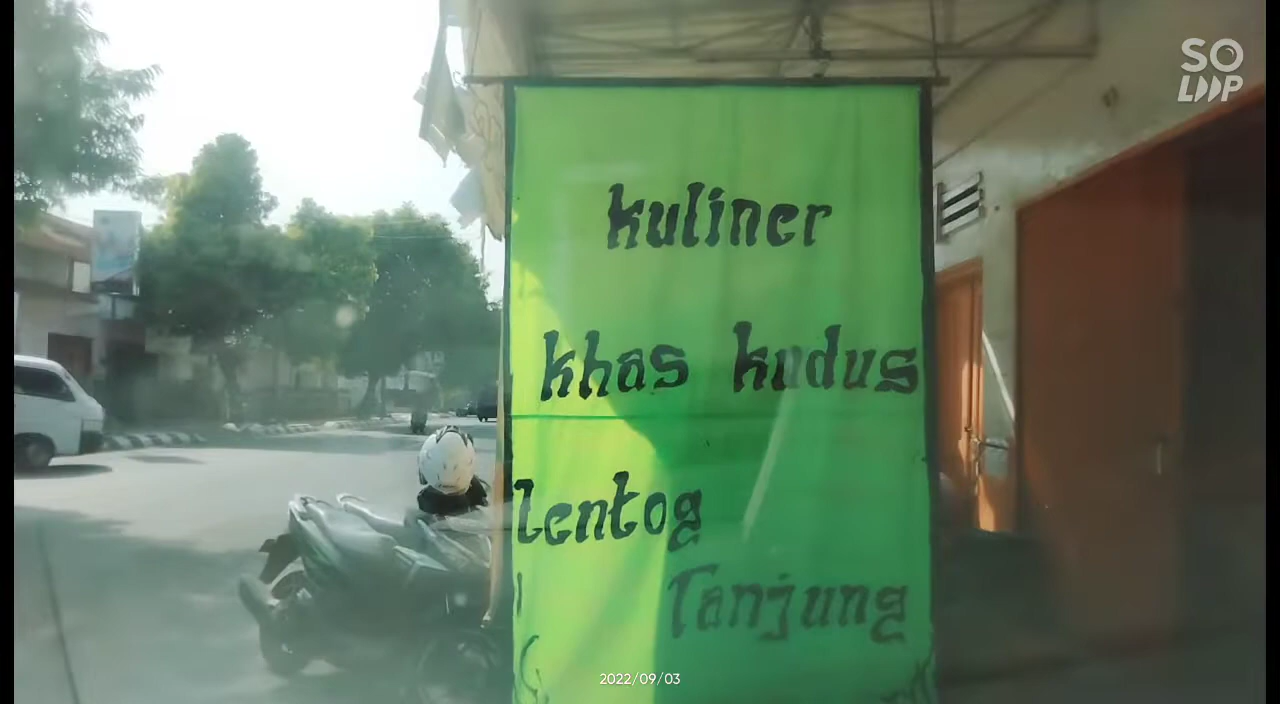 SO
LOOP
kuliner
khas kudus
lentog
Tanjung
2022/09/03